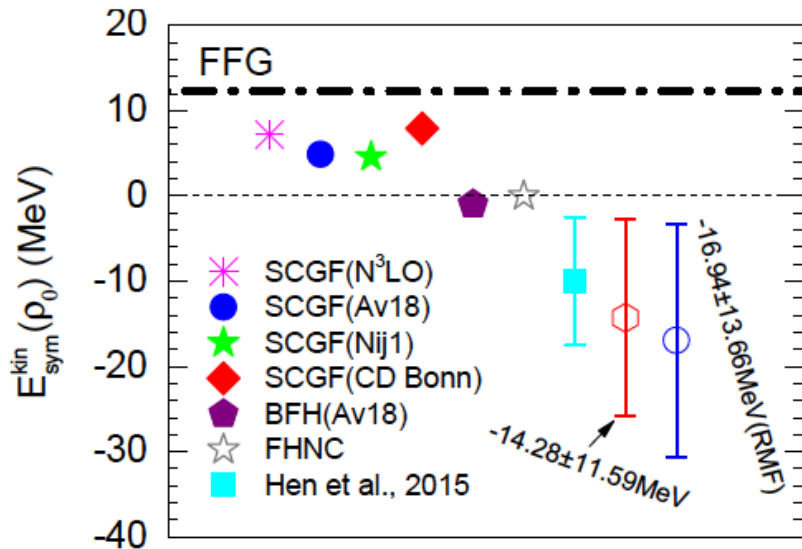 20
FFG
10
0
-10
-20
-30
-40
E_sym^kin(ρ₀) (MeV)
SCGF(N³LO)
SCGF(Av18)
SCGF(Nij1)
SCGF(CD Bonn)
BFH(Av18)
FHNC
Hen et al., 2015
-14.28±11.59MeV
-16.94±13.66MeV(RMF)